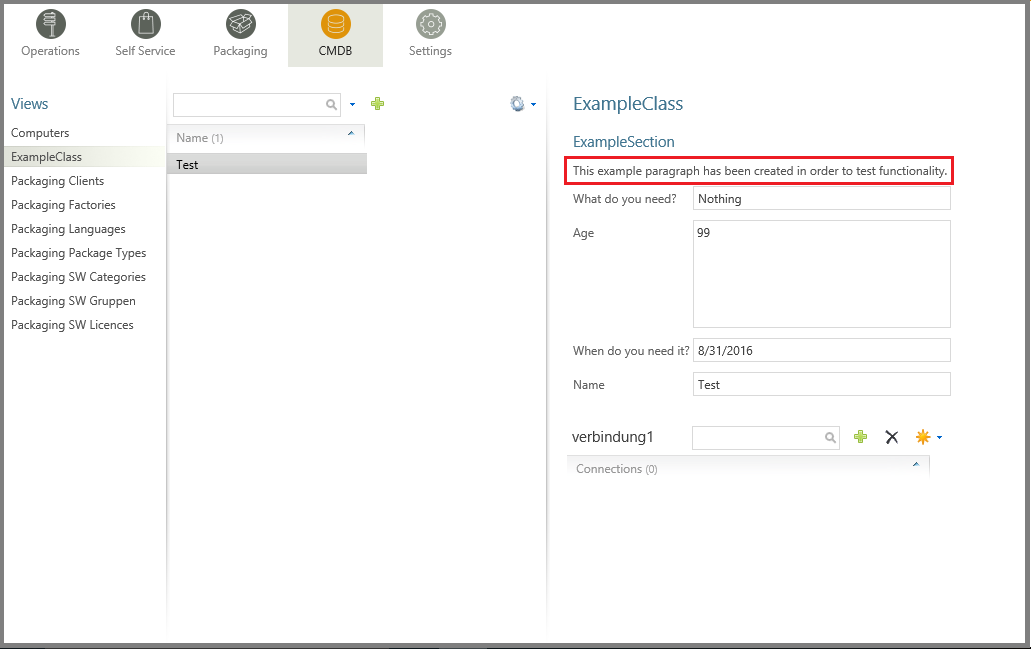 Operations
Self Service
Packaging
CMDB
Settings
Views
Computers
ExampleClass
Packaging Clients
Packaging Factories
Packaging Languages
Packaging Package Types
Packaging SW Categories
Packaging SW Gruppen
Packaging SW Licences
Name (1)
Test
ExampleClass
ExampleSection
This example paragraph has been created in order to test functionality.
What do you need? Nothing
Age 99
When do you need it? 8/31/2016
Name Test
verbindung1
Connections (0)